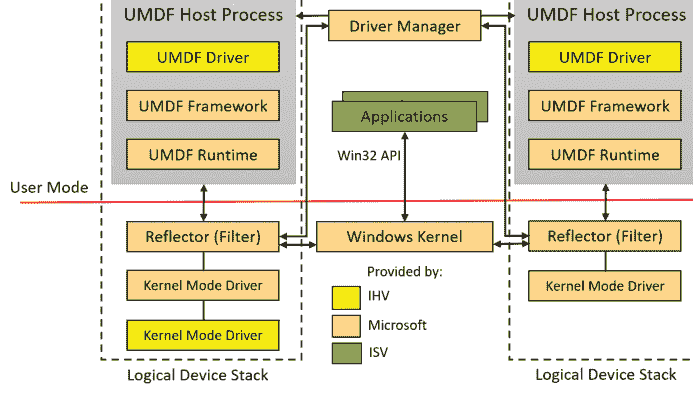 UMDF Host Process
UMDF Driver
UMDF Framework
UMDF Runtime
Driver Manager
Applications
Win32 API
UMDF Host Process
UMDF Driver
UMDF Framework
UMDF Runtime
User Mode
Reflector (Filter)
Kernel Mode Driver
Kernel Mode Driver
Logical Device Stack
Windows Kernel
Provided by:
IHV
Microsoft
ISV
Reflector (Filter)
Kernel Mode Driver
Logical Device Stack